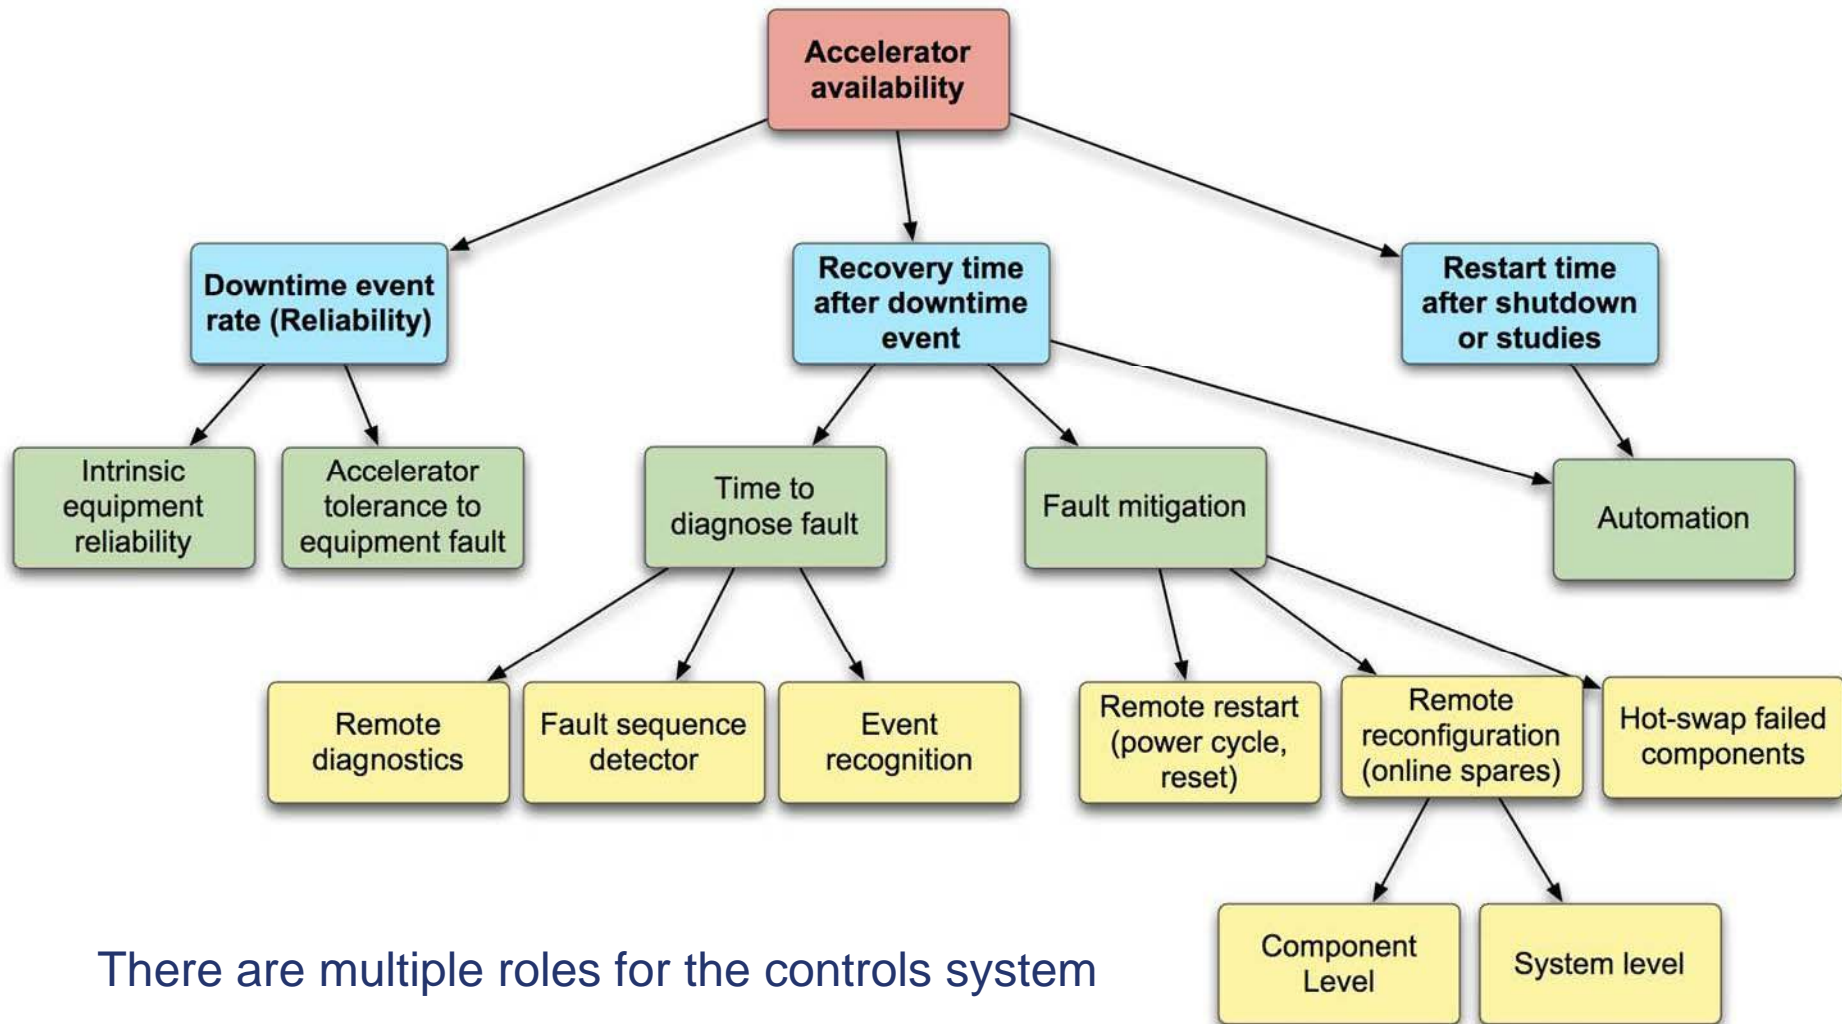 Accelerator
availability
Downtime event
rate (Reliability)
Recovery time
after downtime
event
Restart time
after shutdown
or studies
Intrinsic
equipment
reliability
Accelerator
tolerance to
equipment fault
Time to
diagnose fault
Fault mitigation
Automation
Remote
diagnostics
Fault sequence
detector
Event
recognition
Remote restart
(power cycle,
reset)
Remote
reconfiguration
(online spares)
Hot-swap failed
components
Component
Level
System level
There are multiple roles for the controls system